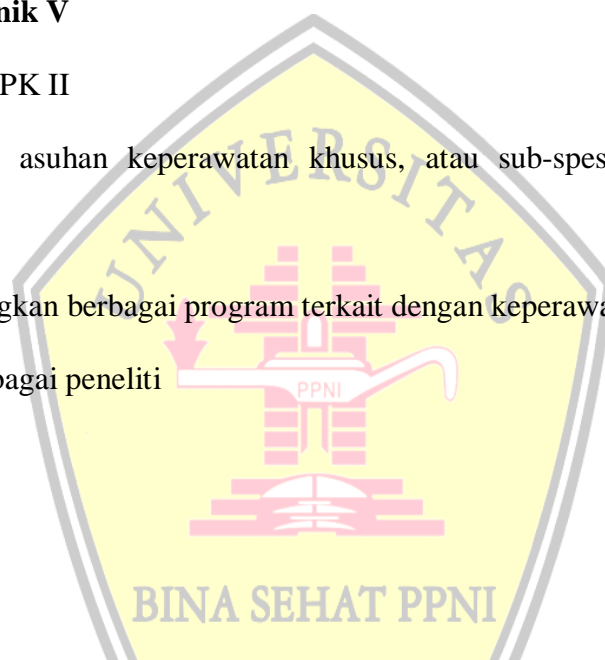 nik V
PK II
asuhan keperawatan khusus, atau sub-spes
gkan berbagai program terkait dengan keperawa
bagai peneliti
UNIVERSITAS
PPNI
BINA SEHAT PPNI